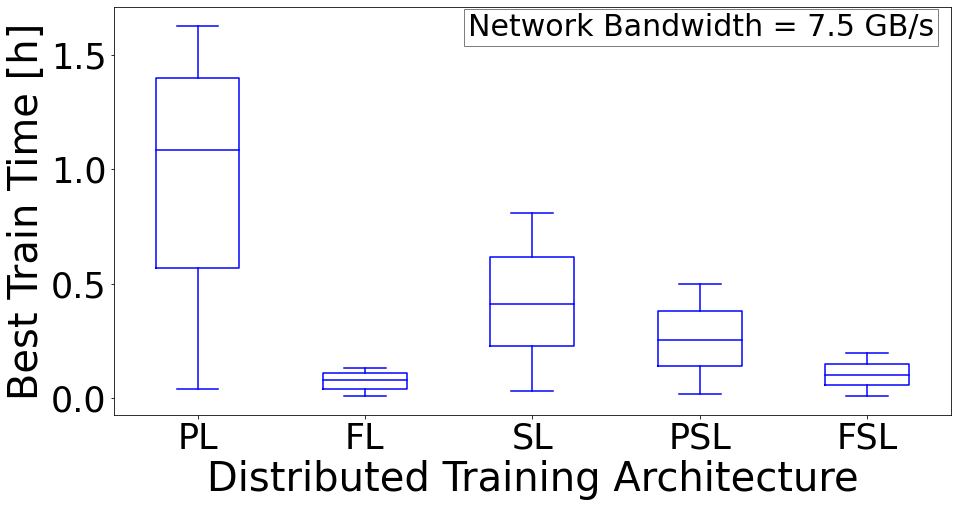 Network Bandwidth = 7.5 GB/s
Best Train Time [h]
1.5
1.0
0.5
0.0
PL FL SL PSL FSL
Distributed Training Architecture